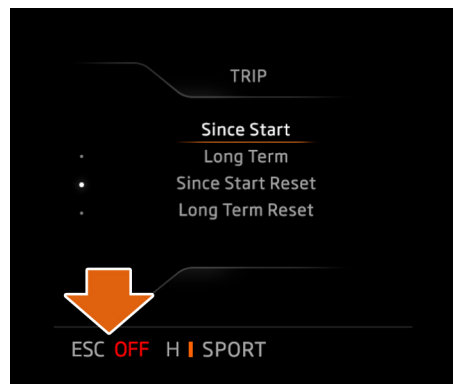 TRIP
Since Start
Long Term
Since Start Reset
Long Term Reset
ESC OFF H SPORT